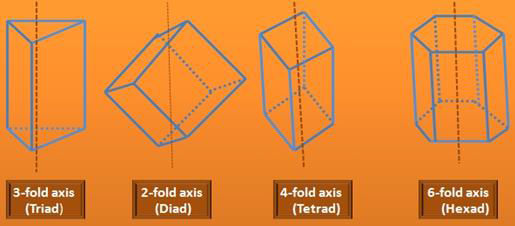 3-fold axis
(Triad)
2-fold axis
(Diad)
4-fold axis
(Tetrad)
6-fold axis
(Hexad)